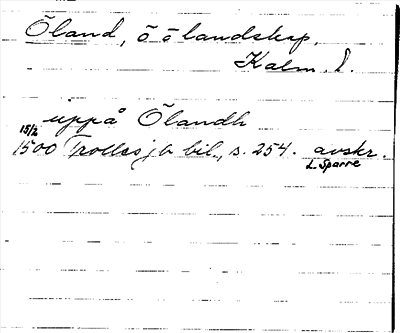 Öland, ö o landskap,
Kalm. l.
uppå Ölandh
15/2
1500 Trolles jb bil., s. 254. avskr.
L. Sparre